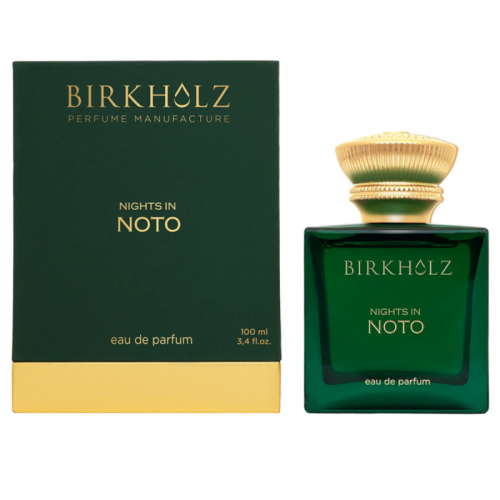 BIRKHOLZ
PERFUME MANUFACTURE
NIGHTS IN
NOTO
100 ml
3,4 fl.oz.
eau de parfum
BIRKHOLZ
NIGHTS IN
NOTO
eau de parfum